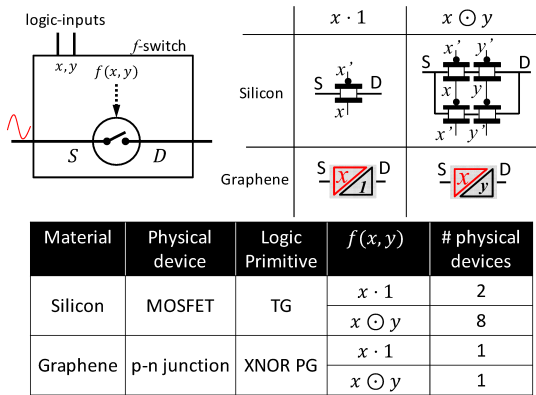 logic-inputs
f-switch
x, y
f(x, y)
S D
x · 1 x ⊙ y
Silicon
x'
S D
x
x' y'
S D
x y
x' y'
Graphene
S x 1 D
S x y D
Material Physical device Logic Primitive f(x, y) # physical devices
Silicon MOSFET TG x · 1 2
x ⊙ y 8
Graphene p-n junction XNOR PG x · 1 1
x ⊙ y 1